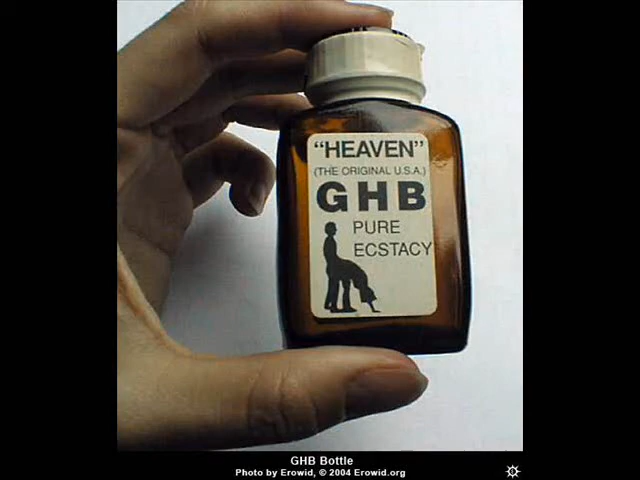 "HEAVEN"
(THE ORIGINAL U.S.A.)
GHB
PURE
ECSTACY
GHB Bottle
Photo by Erowid, © 2004 Erowid.org